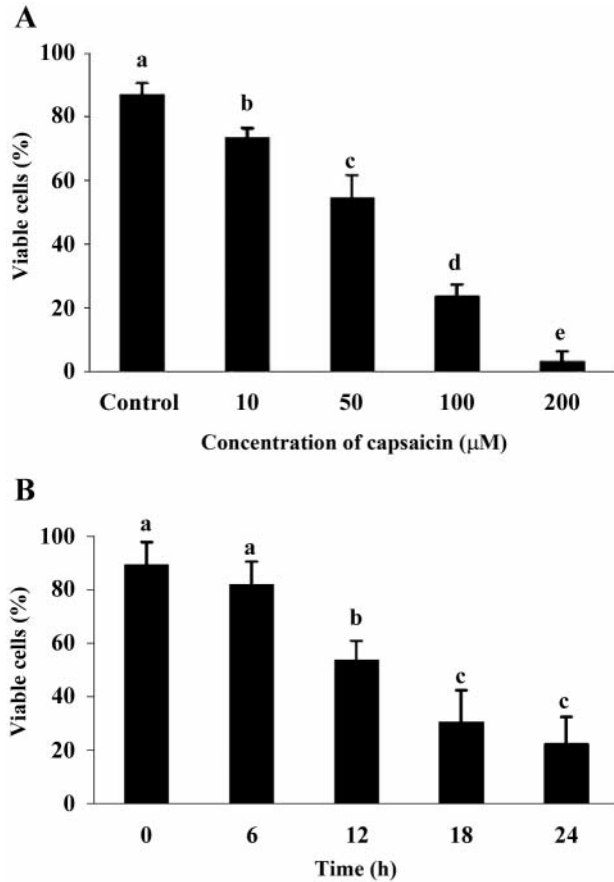 A
100
80
60
40
20
0
Viable cells (%)
a
b
c
d
e
Control 10 50 100 200
Concentration of capsaicin (μM)
B
100
80
60
40
20
0
Viable cells (%)
a
a
b
c
c
0 6 12 18 24
Time (h)